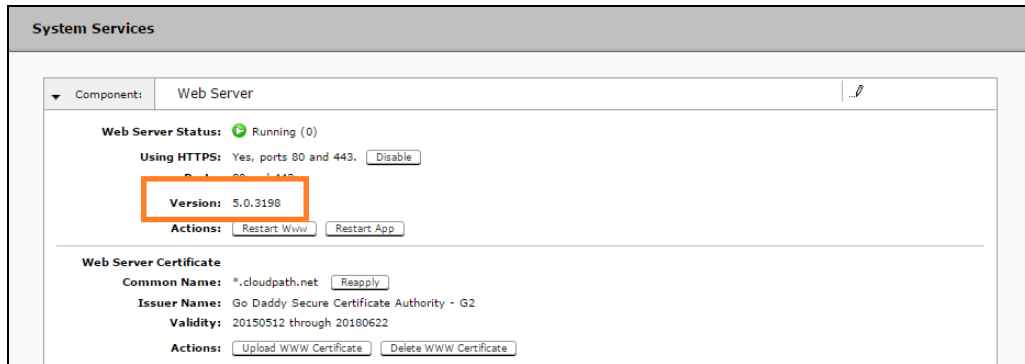 System Services
Component: Web Server
Web Server Status: Running (0)
Using HTTPS: Yes, ports 80 and 443. Disable
Version: 5.0.3198
Actions: Restart Www Restart App
Web Server Certificate
Common Name: *.cloudpath.net Reapply
Issuer Name: Go Daddy Secure Certificate Authority - G2
Validity: 20150512 through 20180622
Actions: Upload WWW Certificate Delete WWW Certificate